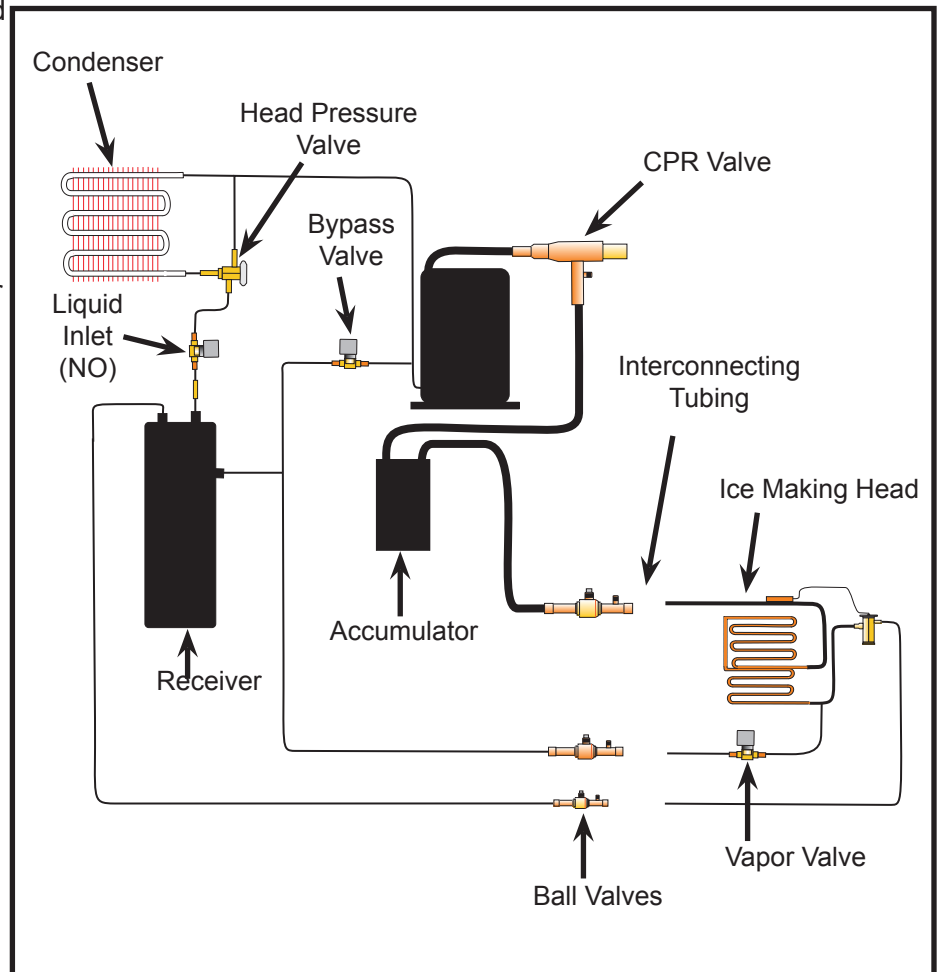 d
Condenser
Head Pressure
Valve
CPR Valve
Bypass
Valve
Liquid
Inlet
(NO)
Interconnecting
Tubing
Ice Making Head
Accumulator
Receiver
Vapor Valve
Ball Valves